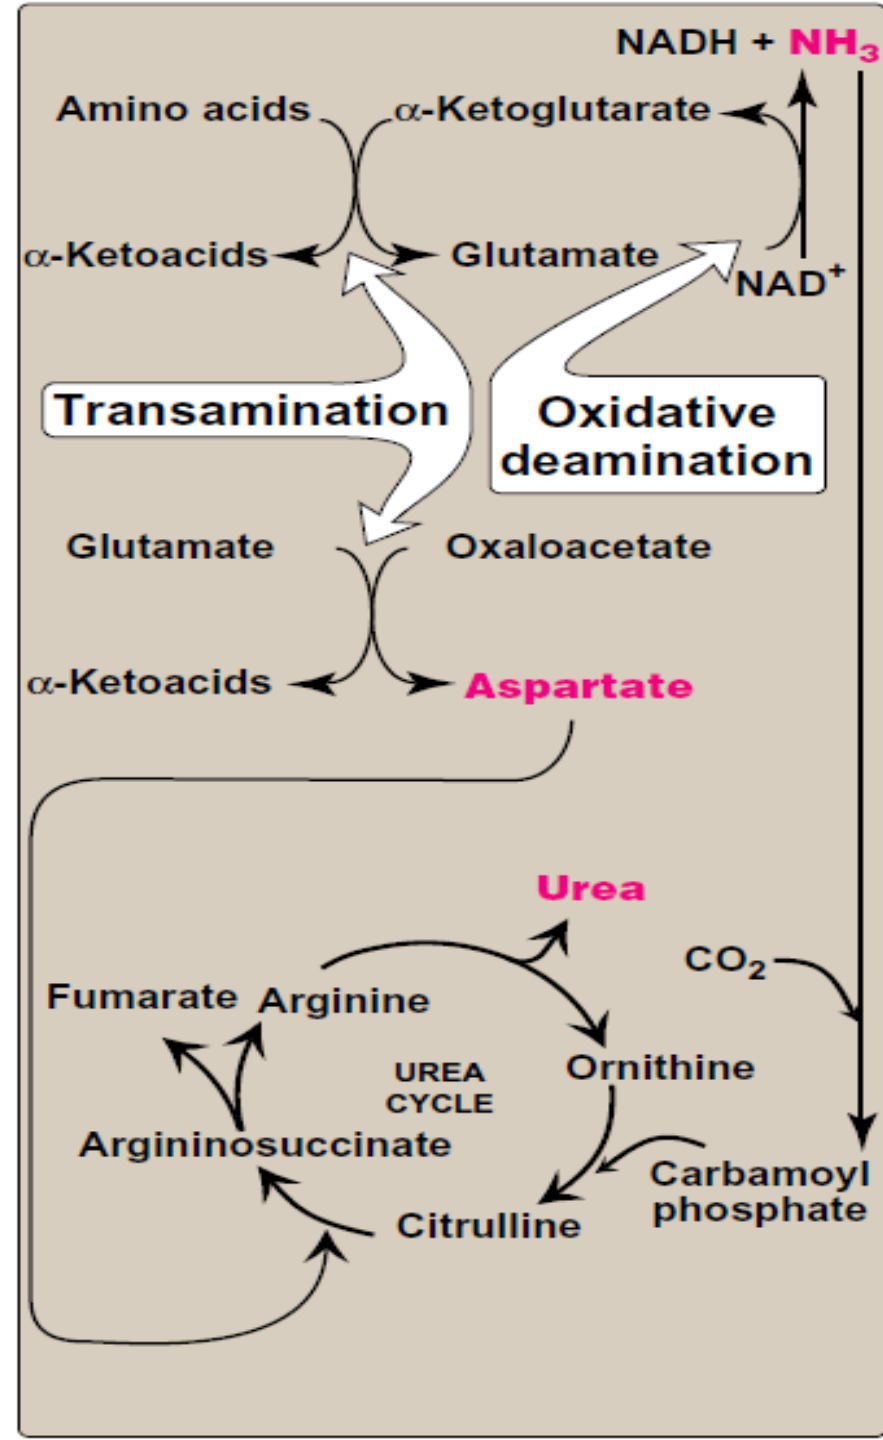 NADH + NH₃
Amino acids
α-Ketoglutarate
α-Ketoacids
Glutamate
NAD⁺
Transamination
Oxidative
deamination
Glutamate
Oxaloacetate
α-Ketoacids
Aspartate
Urea
CO₂
Fumarate
Arginine
UREA
CYCLE
Ornithine
Argininosuccinate
Carbamoyl
phosphate
Citrulline